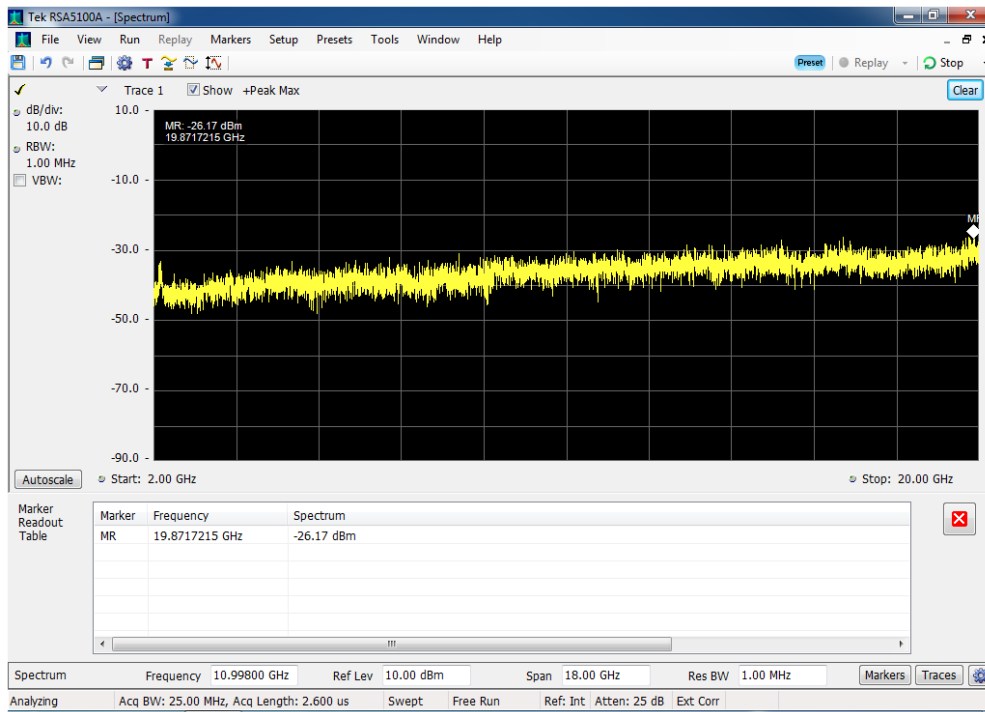 Tek RSA5100A - [Spectrum]
File View Run Replay Markers Setup Presets Tools Window Help
T Preset Replay Stop
Trace 1 Show +Peak Max Clear
dB/div:
10.0 dB
RBW:
1.00 MHz
VBW:
10.0
-10.0
-30.0
-50.0
-70.0
-90.0
MR: -26.17 dBm
19.8717215 GHz
MR
Autoscale Start: 2.00 GHz Stop: 20.00 GHz
Marker
Readout
Table
Marker Frequency Spectrum
MR 19.8717215 GHz -26.17 dBm
Spectrum Frequency 10.99800 GHz Ref Lev 10.00 dBm Span 18.00 GHz Res BW 1.00 MHz Markers Traces
Analyzing Acq BW: 25.00 MHz, Acq Length: 2.600 us Swept Free Run Ref: Int Atten: 25 dB Ext Corr